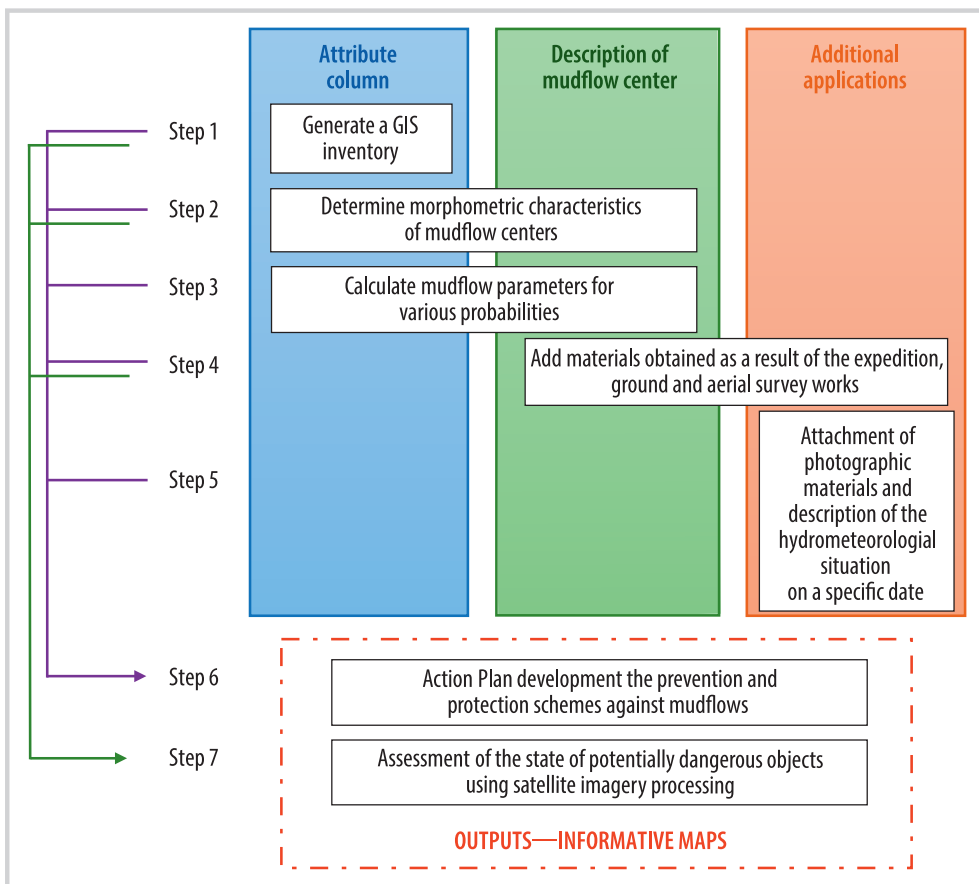 Attribute
column
Description of
mudflow center
Additional
applications
Step 1
Generate a GIS
inventory
Step 2
Determine morphometric characteristics
of mudflow centers
Step 3
Calculate mudflow parameters for
various probabilities
Step 4
Add materials obtained as a result of the expedition,
ground and aerial survey works
Step 5
Attachment of
photographic
materials and
description of the
hydrometeorologial
situation
on a specific date
Step 6
Action Plan development the prevention and
protection schemes against mudflows
Step 7
Assessment of the state of potentially dangerous objects
using satellite imagery processing
OUTPUTS—INFORMATIVE MAPS